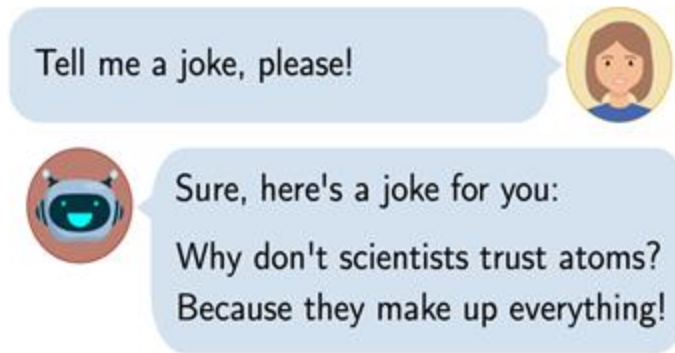 Tell me a joke, please!
Sure, here's a joke for you:
Why don't scientists trust atoms?
Because they make up everything!